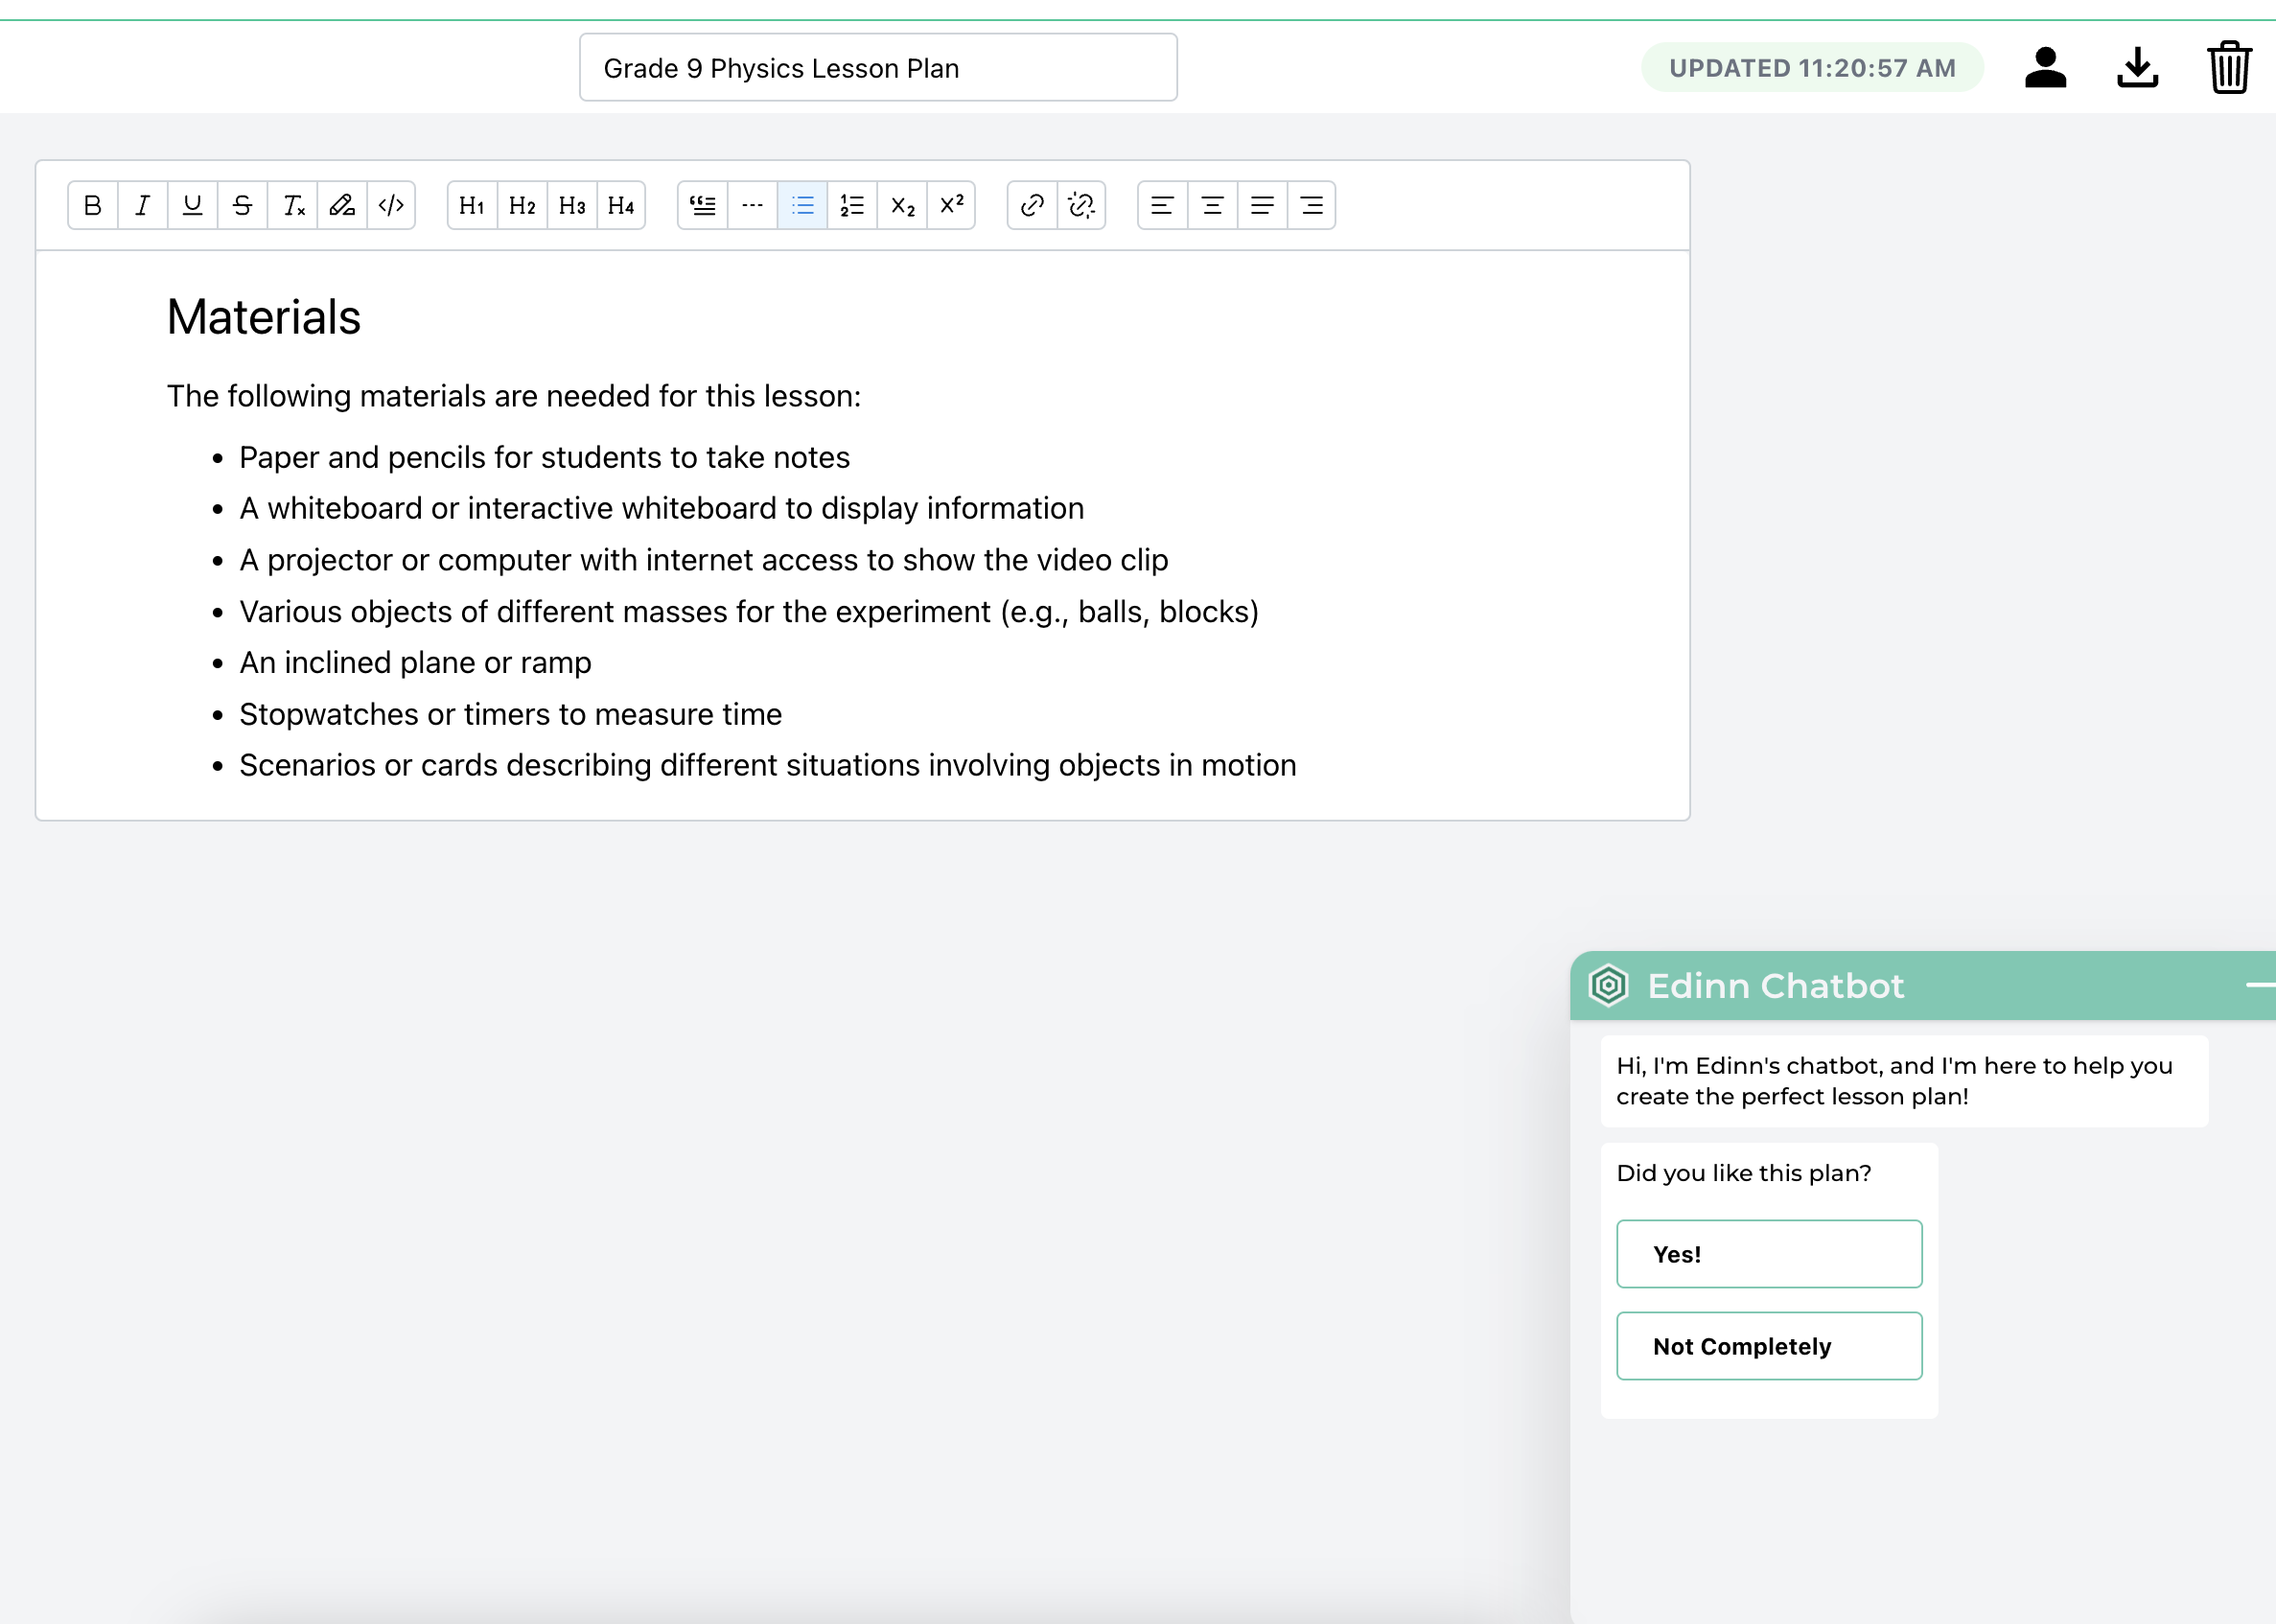 Grade 9 Physics Lesson Plan
UPDATED 11:20:57 AM
B I U S Tx </> H1 H2 H3 H4 X2 X2
Materials
The following materials are needed for this lesson:
• Paper and pencils for students to take notes
• A whiteboard or interactive whiteboard to display information
• A projector or computer with internet access to show the video clip
• Various objects of different masses for the experiment (e.g., balls, blocks)
• An inclined plane or ramp
• Stopwatches or timers to measure time
• Scenarios or cards describing different situations involving objects in motion
Edinn Chatbot
Hi, I'm Edinn's chatbot, and I'm here to help you
create the perfect lesson plan!
Did you like this plan?
Yes!
Not Completely